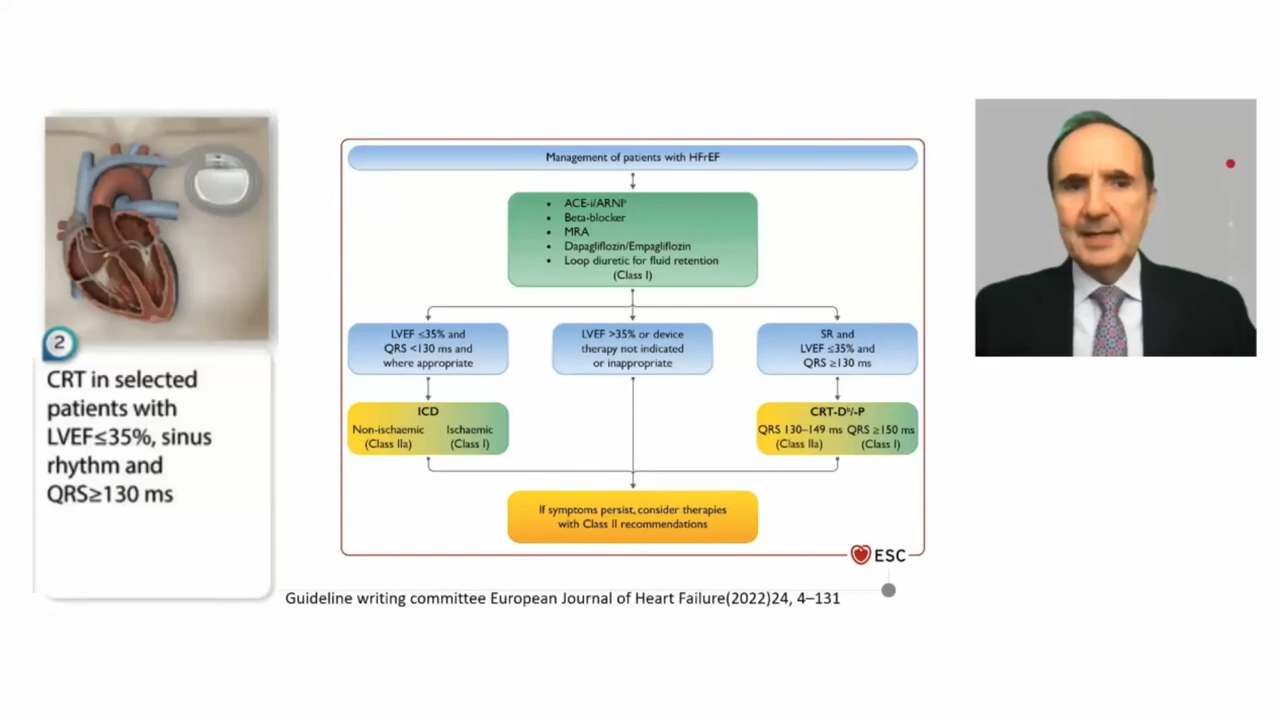 2
CRT in selected
patients with
LVEF≤35%, sinus
rhythm and
QRS≥130 ms
Management of patients with HFrEF
• ACE-i/ARNIᵃ
• Beta-blocker
• MRA
• Dapagliflozin/Empagliflozin
• Loop diuretic for fluid retention
(Class I)
LVEF ≤35% and
QRS <130 ms and
where appropriate
LVEF >35% or device
therapy not indicated
or inappropriate
SR and
LVEF ≤35% and
QRS ≥130 ms
ICD
Non-ischaemic
(Class IIa)
Ischaemic
(Class I)
CRT-Dᵇ/-P
QRS 130–149 ms
(Class IIa)
QRS ≥150 ms
(Class I)
If symptoms persist, consider therapies
with Class II recommendations
ESC
Guideline writing committee European Journal of Heart Failure(2022)24, 4–131